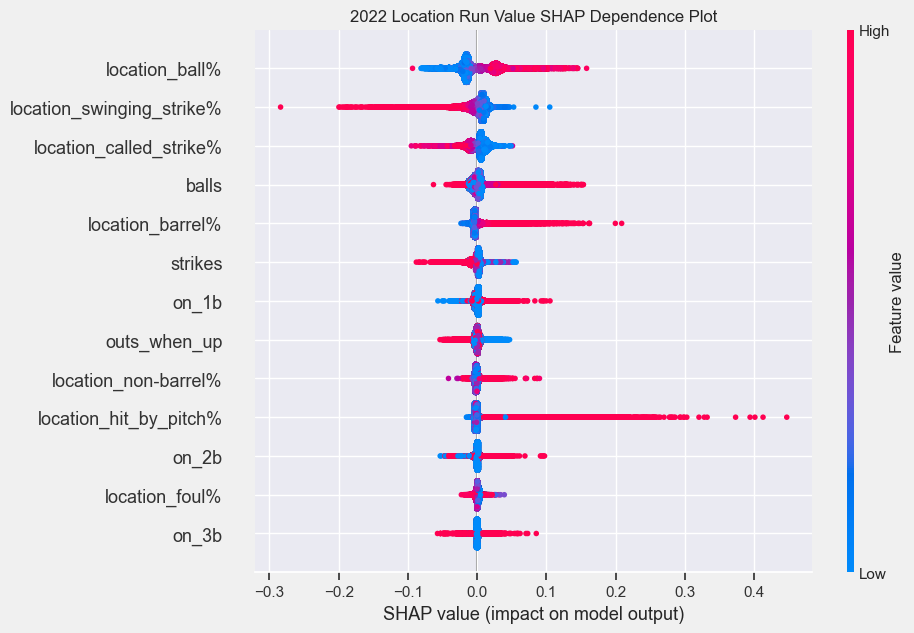 2022 Location Run Value SHAP Dependence Plot
High
location_ball%
location_swinging_strike%
location_called_strike%
balls
location_barrel%
strikes
on_1b
outs_when_up
location_non-barrel%
location_hit_by_pitch%
on_2b
location_foul%
on_3b
Feature value
Low
−0.3 −0.2 −0.1 0.0 0.1 0.2 0.3 0.4
SHAP value (impact on model output)